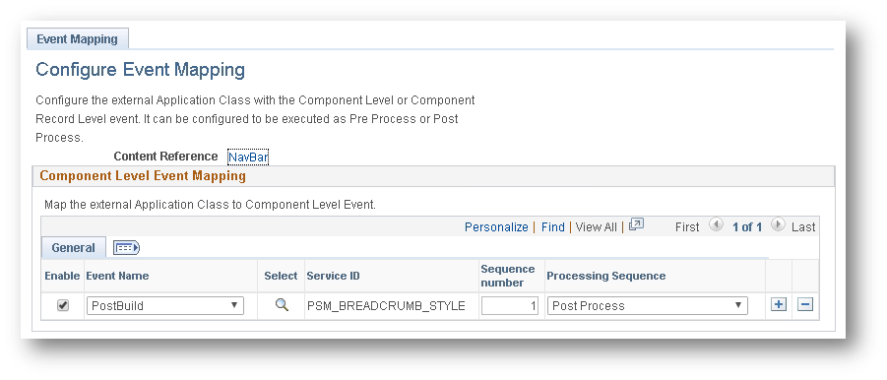 Event Mapping
Configure Event Mapping
Configure the external Application Class with the Component Level or Component
Record Level event. It can be configured to be executed as Pre Process or Post
Process.
Content Reference NavBar
Component Level Event Mapping
Map the external Application Class to Component Level Event.
Personalize | Find | View All | First 1 of 1 Last
General
Enable Event Name Select Service ID Sequence number Processing Sequence
PostBuild PSM_BREADCRUMB_STYLE 1 Post Process